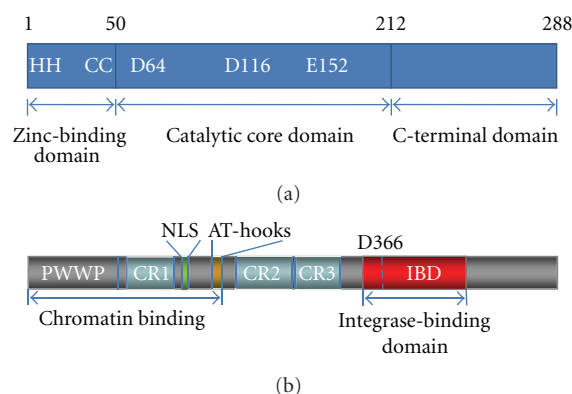 1 50 212 288
HH CC D64 D116 E152
Zinc-binding domain
Catalytic core domain
C-terminal domain
(a)
NLS AT-hooks
D366
PWWP CR1 CR2 CR3 IBD
Chromatin binding
Integrase-binding domain
(b)